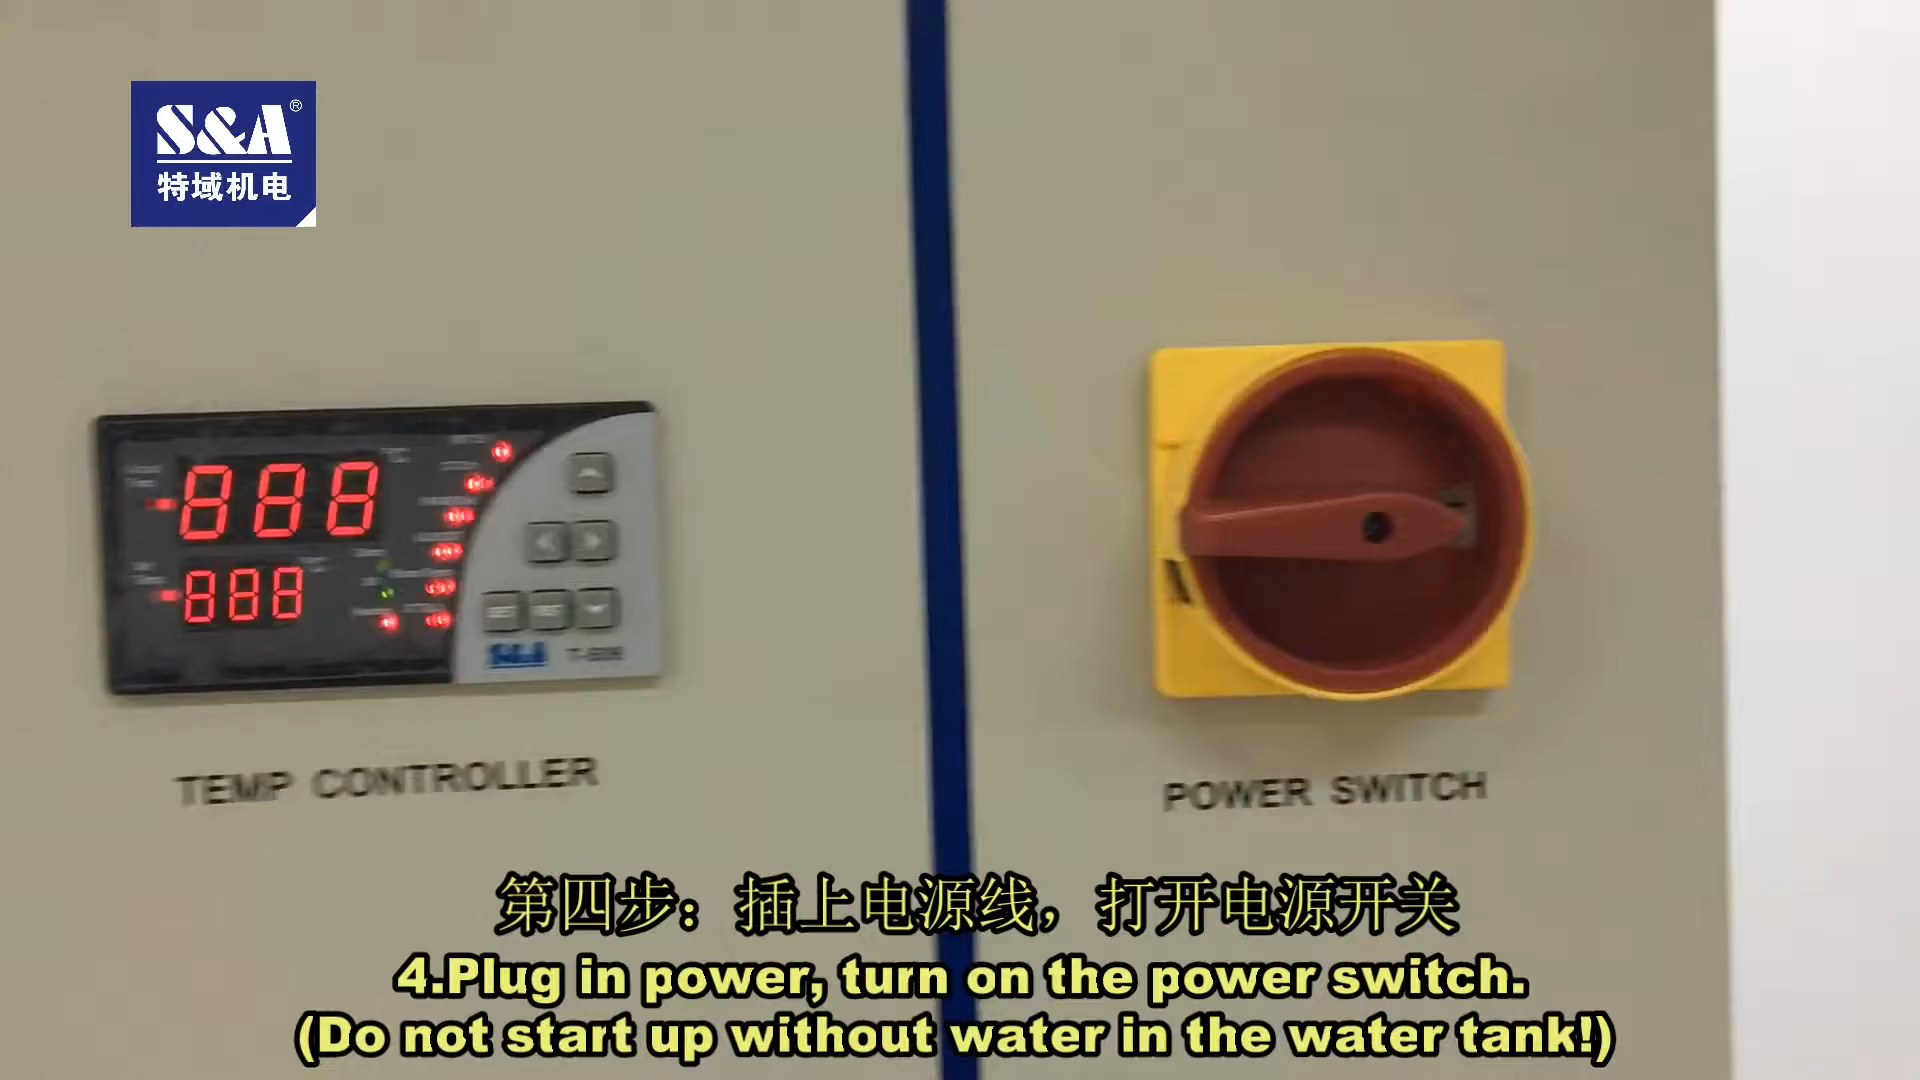 S&A®
特域机电
888
888
S&A
TEMP CONTROLLER
POWER SWITCH
第四步：插上电源线，打开电源开关
4.Plug in power, turn on the power switch.
(Do not start up without water in the water tank!)